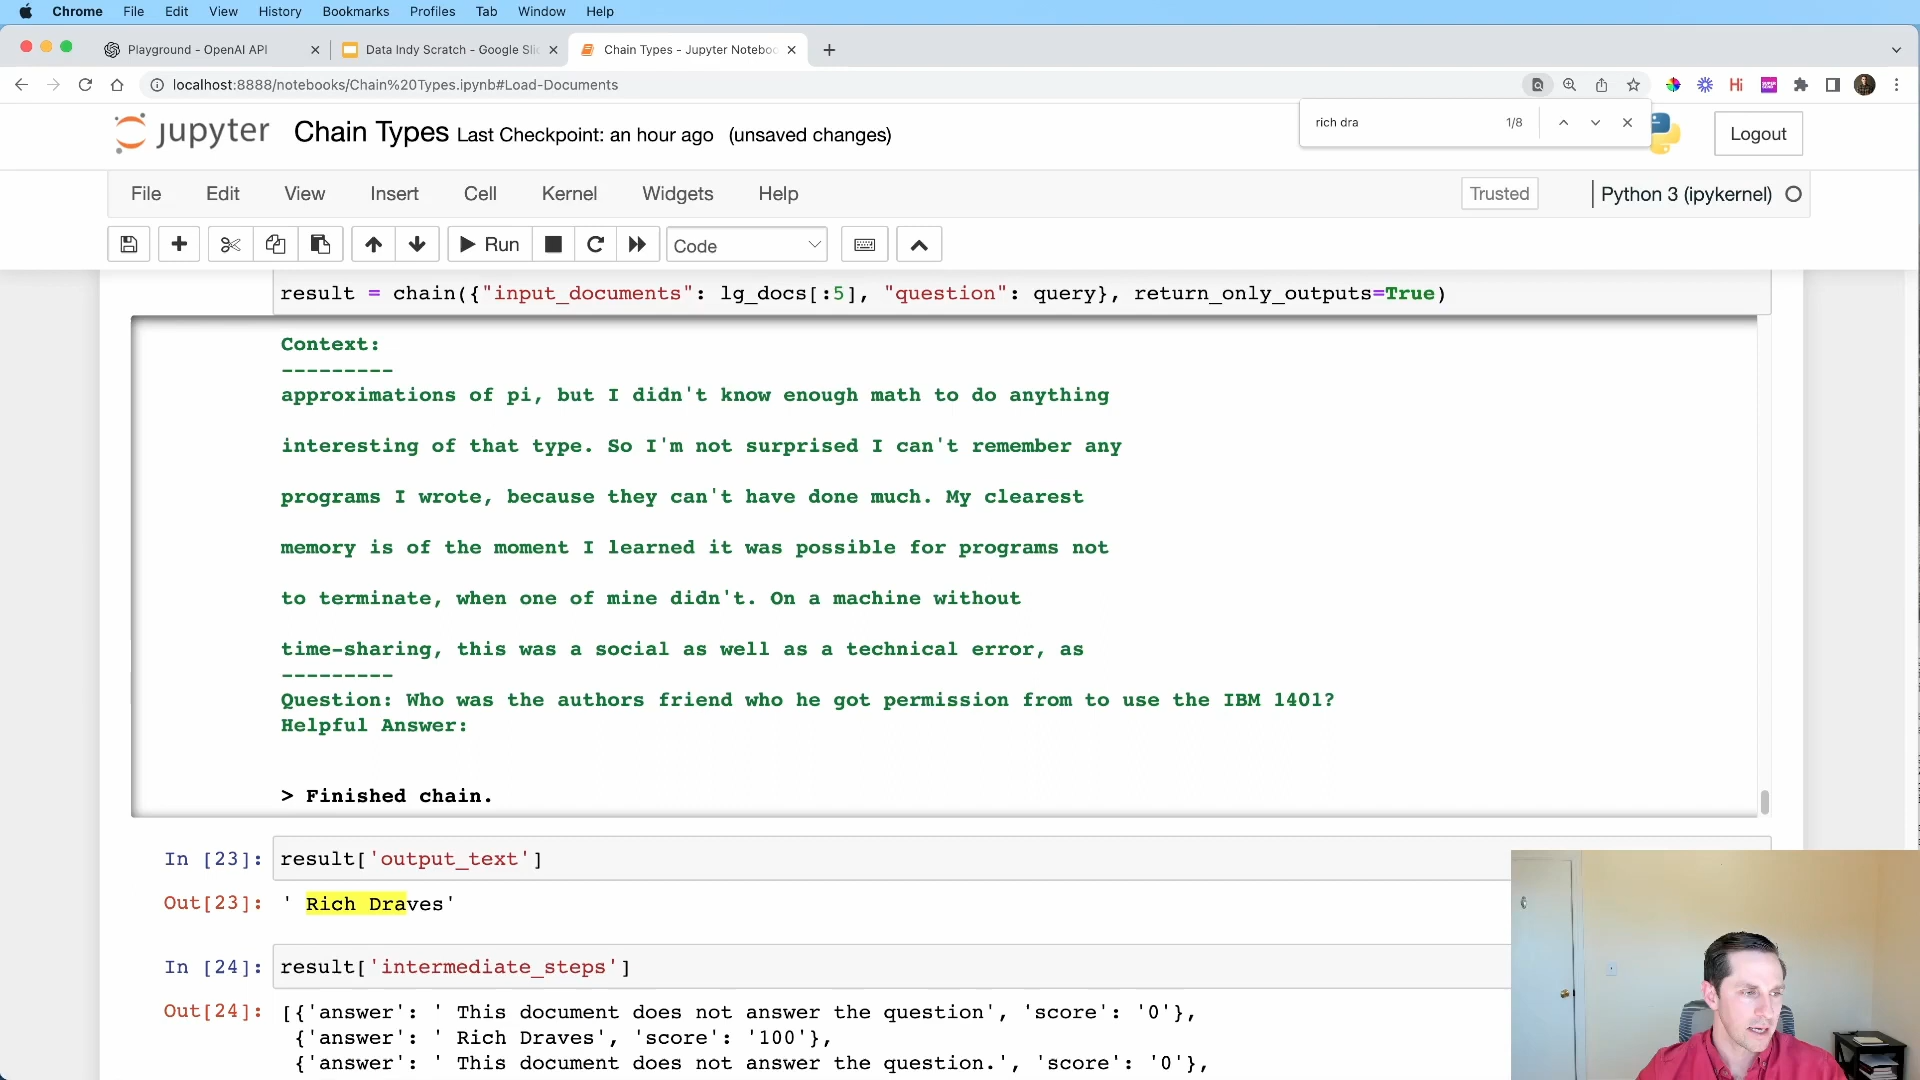 Chrome File Edit View History Bookmarks Profiles Tab Window Help
Playground - OpenAI API
Data Indy Scratch - Google Sli
Chain Types - Jupyter Noteboo
localhost:8888/notebooks/Chain%20Types.ipynb#Load-Documents
Hi
rich dra 1/8
jupyter Chain Types Last Checkpoint: an hour ago (unsaved changes)
Logout
File Edit View Insert Cell Kernel Widgets Help
Trusted
Python 3 (ipykernel)
Run
Code
result = chain({"input_documents": lg_docs[:5], "question": query}, return_only_outputs=True)
Context:
---------
approximations of pi, but I didn't know enough math to do anything
interesting of that type. So I'm not surprised I can't remember any
programs I wrote, because they can't have done much. My clearest
memory is of the moment I learned it was possible for programs not
to terminate, when one of mine didn't. On a machine without
time-sharing, this was a social as well as a technical error, as
---------
Question: Who was the authors friend who he got permission from to use the IBM 1401?
Helpful Answer:
> Finished chain.
In [23]: result['output_text']
Out[23]: ' Rich Draves'
In [24]: result['intermediate_steps']
Out[24]: [{'answer': ' This document does not answer the question', 'score': '0'},
{'answer': ' Rich Draves', 'score': '100'},
{'answer': ' This document does not answer the question.', 'score': '0'},